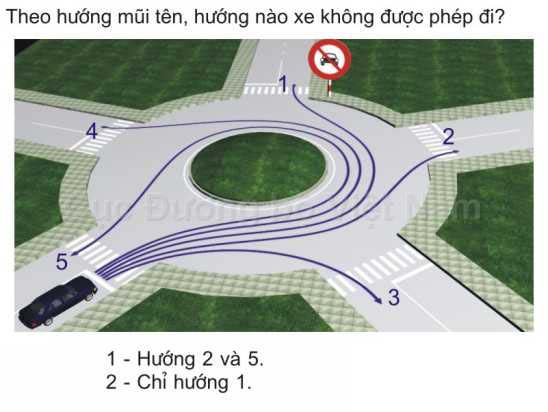 Theo hướng mũi tên, hướng nào xe không được phép đi?
1
4
2
Cục Đường Bộ Việt Nam
5
3
1 - Hướng 2 và 5.
2 - Chỉ hướng 1.